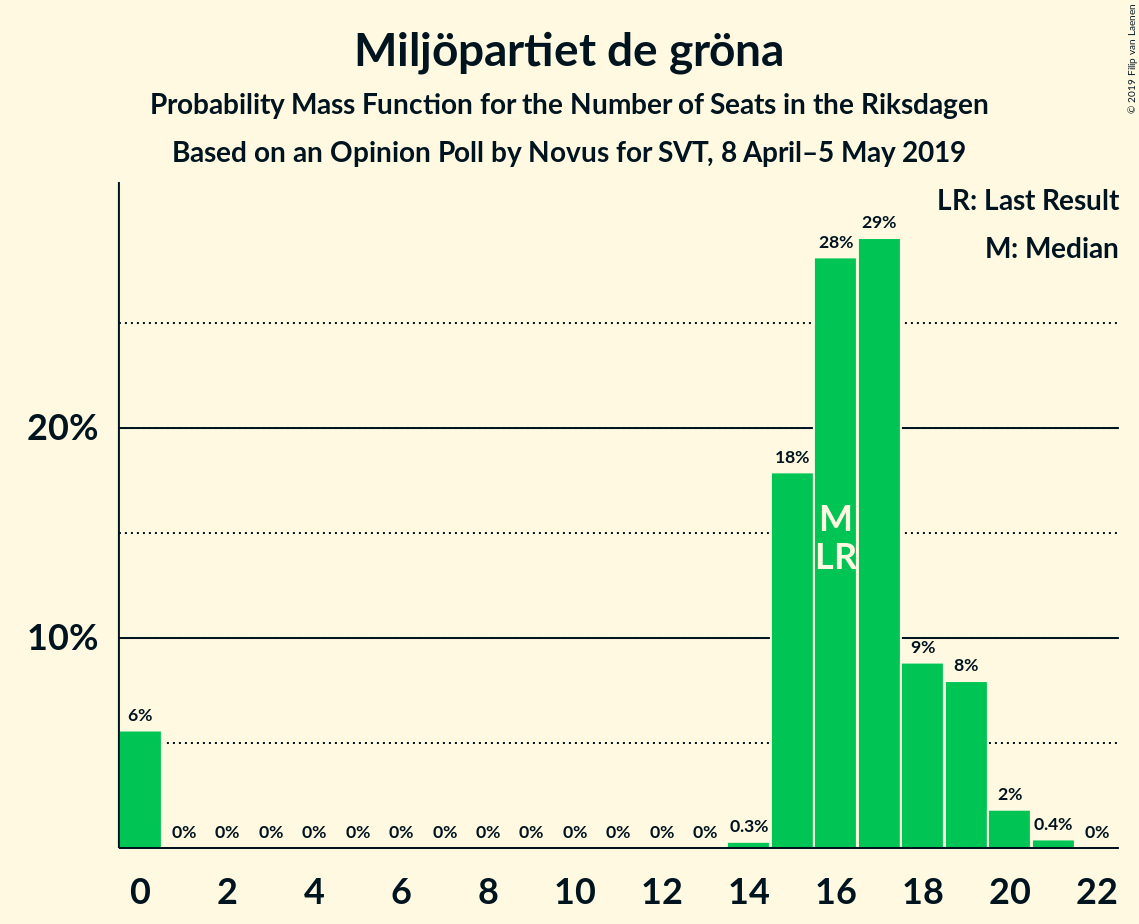 Miljöpartiet de gröna
Probability Mass Function for the Number of Seats in the Riksdagen
Based on an Opinion Poll by Novus for SVT, 8 April–5 May 2019
© 2019 Filip van Laenen
LR: Last Result
M: Median
20%
10%
6%
0%
0%
0%
0%
0%
0%
0%
0%
0%
0%
0%
0%
0%
0.3%
18%
28%
29%
9%
8%
2%
0.4%
0%
M
LR
0 2 4 6 8 10 12 14 16 18 20 22